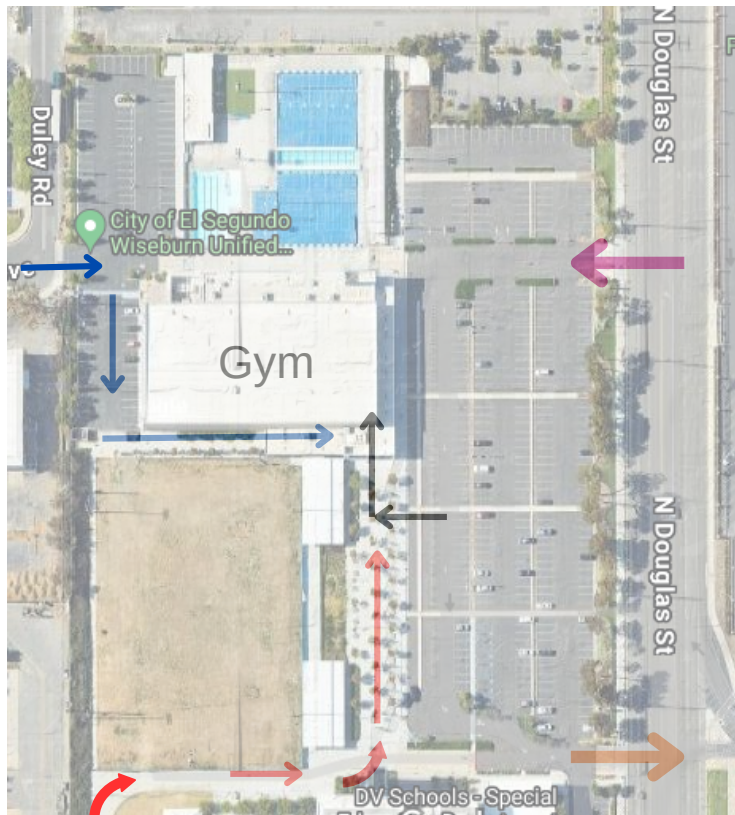 N Douglas St
Duley Rd
City of El Segundo
Wiseburn Unified...
Gym
N Douglas St
DV Schools - Special